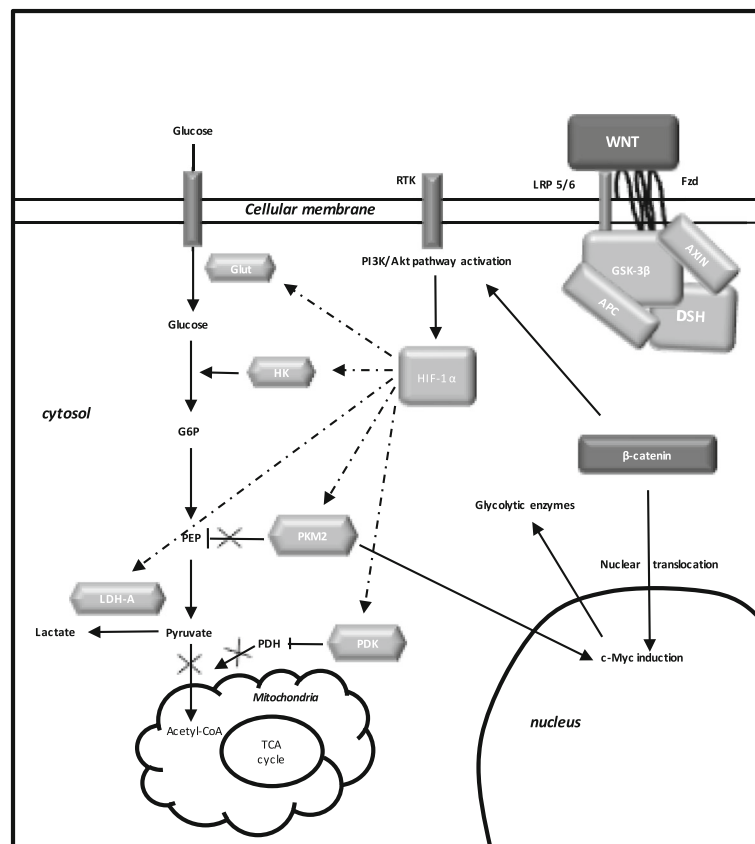 Glucose
WNT
RTK
LRP 5/6
Fzd
Cellular membrane
AXIN
PI3K/Akt pathway activation
Glut
GSK-3β
APC
DSH
Glucose
HK
HIF-1α
cytosol
G6P
β-catenin
Glycolytic enzymes
PEP
PKM2
Nuclear translocation
LDH-A
Lactate
Pyruvate
PDH
PDK
c-Myc induction
Mitochondria
nucleus
Acetyl-CoA
TCA
cycle